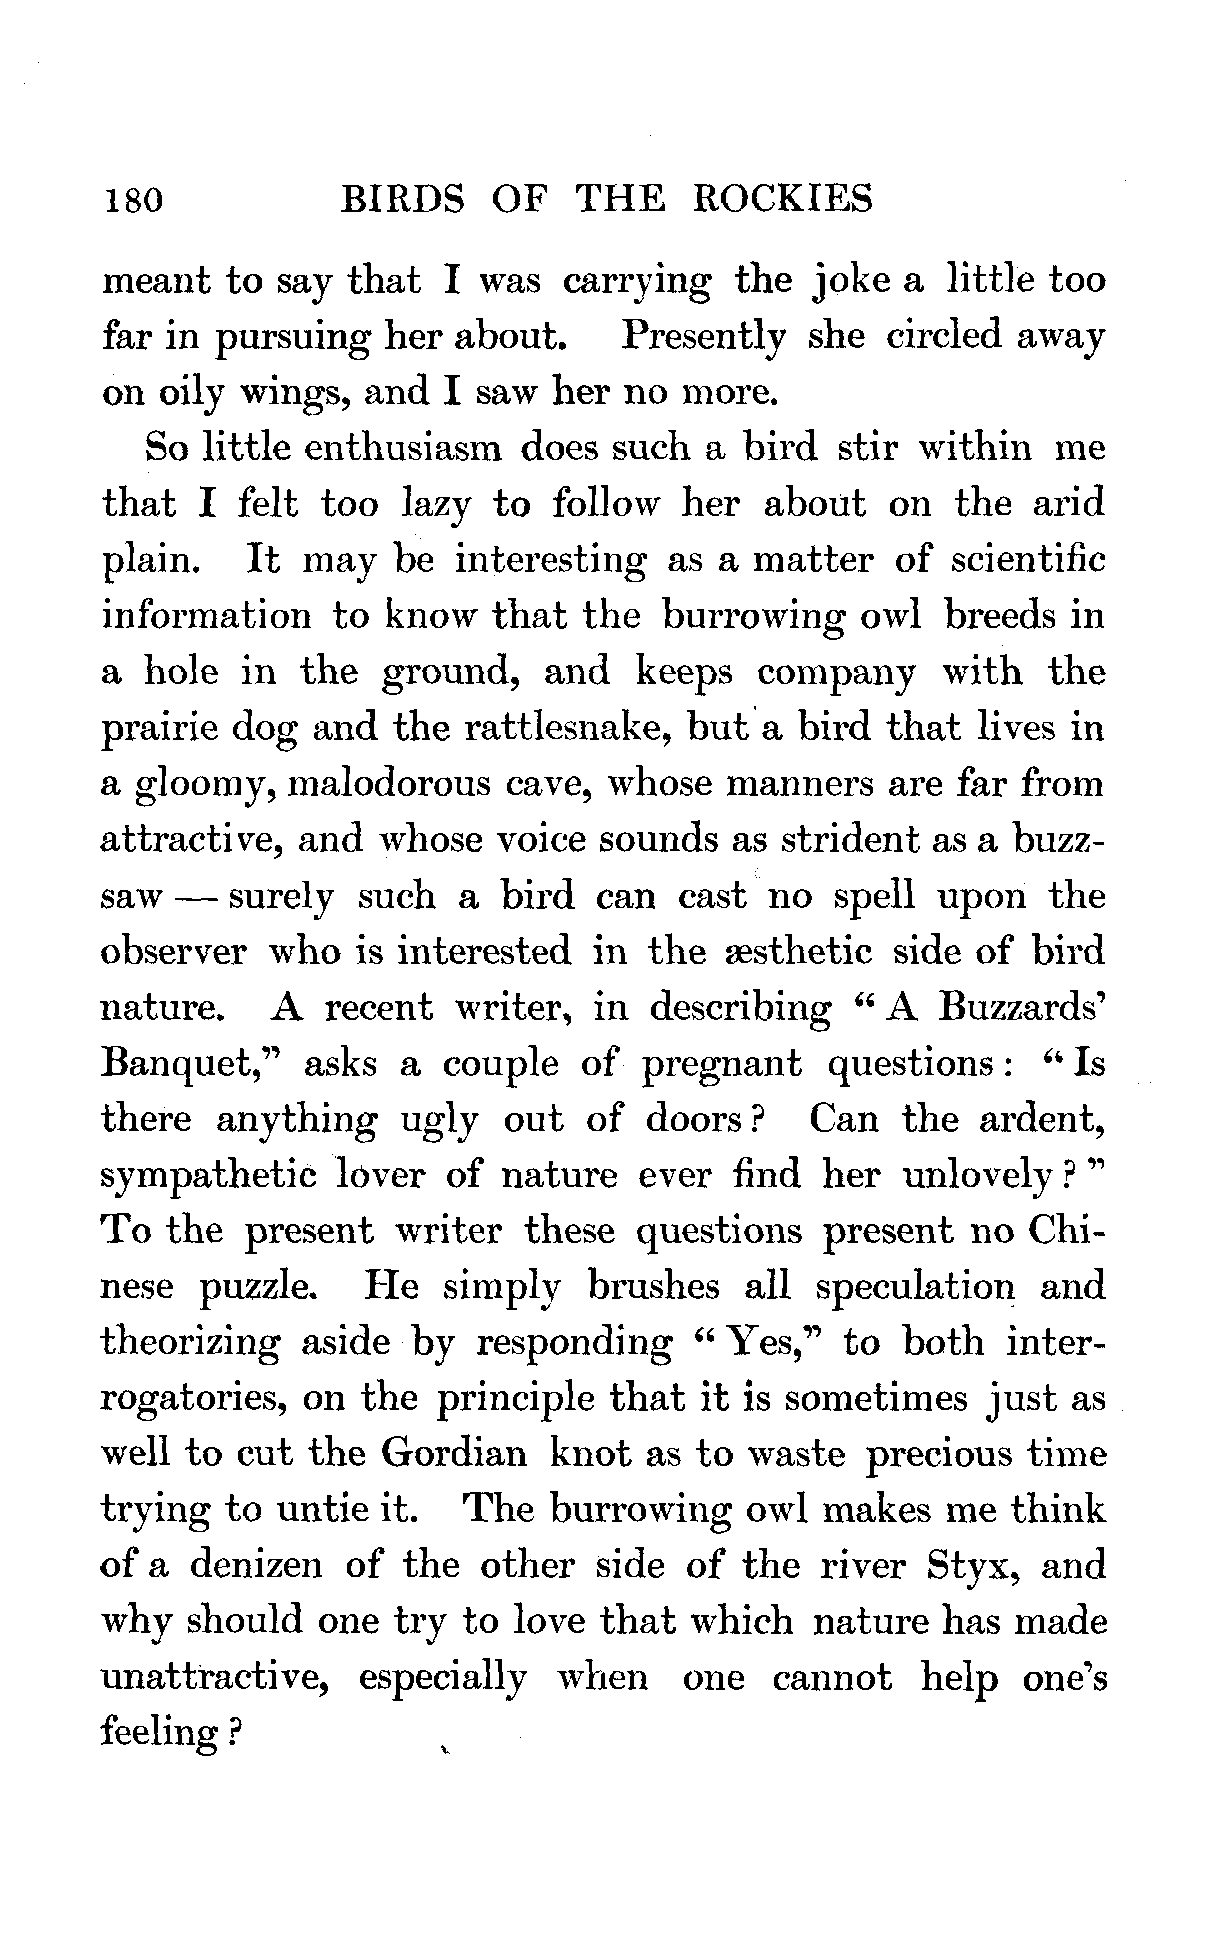 180 BIRDS OF THE ROCKIES
meant to say that I was carrying the joke a little too
far in pursuing her about. Presently she circled away
on oily wings, and I saw her no more.
So little enthusiasm does such a bird stir within me
that I felt too lazy to follow her about on the arid
plain. It may be interesting as a matter of scientific
information to know that the burrowing owl breeds in
a hole in the ground, and keeps company with the
prairie dog and the rattlesnake, but a bird that lives in
a gloomy, malodorous cave, whose manners are far from
attractive, and whose voice sounds as strident as a buzz-
saw — surely such a bird can cast no spell upon the
observer who is interested in the æsthetic side of bird
nature. A recent writer, in describing “ A Buzzards’
Banquet,” asks a couple of pregnant questions : “ Is
there anything ugly out of doors ? Can the ardent,
sympathetic lover of nature ever find her unlovely ? ”
To the present writer these questions present no Chi-
nese puzzle. He simply brushes all speculation and
theorizing aside by responding “ Yes,” to both inter-
rogatories, on the principle that it is sometimes just as
well to cut the Gordian knot as to waste precious time
trying to untie it. The burrowing owl makes me think
of a denizen of the other side of the river Styx, and
why should one try to love that which nature has made
unattractive, especially when one cannot help one’s
feeling ?